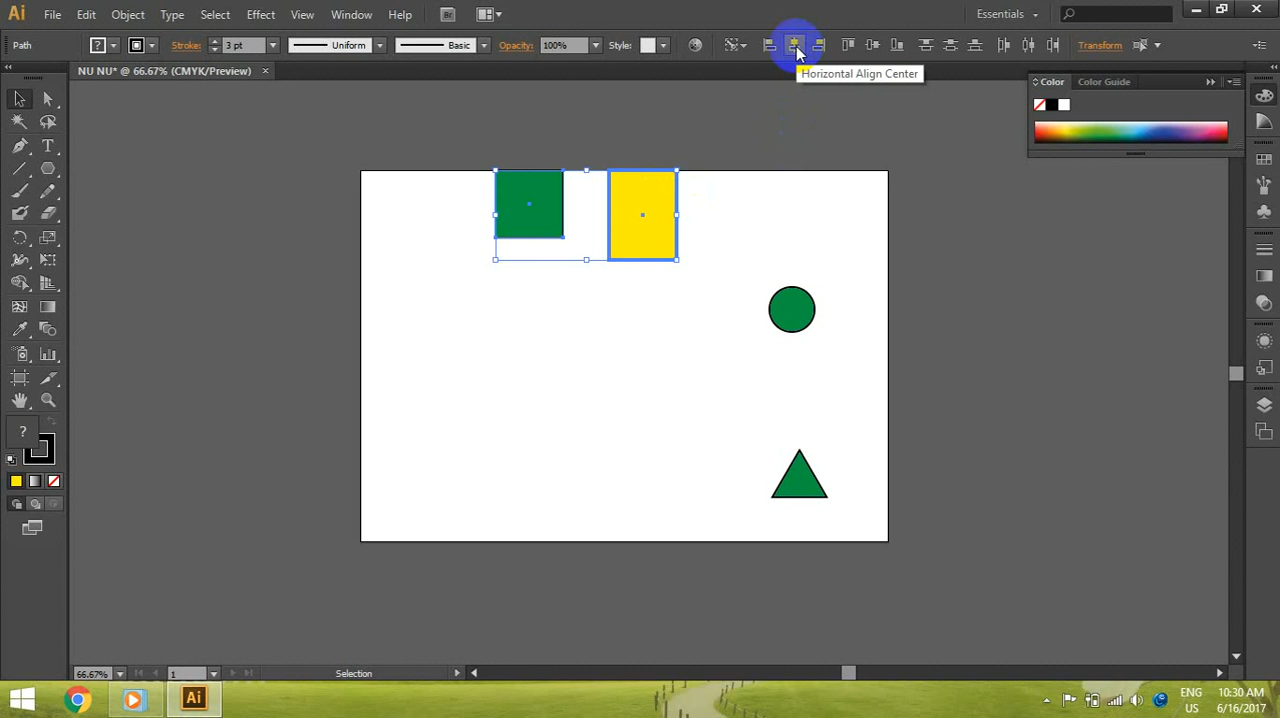 Ai File Edit Object Type Select Effect View Window Help Br Essentials
Path ? Stroke: 3 pt Uniform Basic Opacity: 100% Style: Transform
@ 66.67% (CMYK/Preview) ×
Horizontal Align Center
Color Color Guide
T
?
66.67% 1 Selection
Ai ENG 10:30 AM
US 6/16/2017